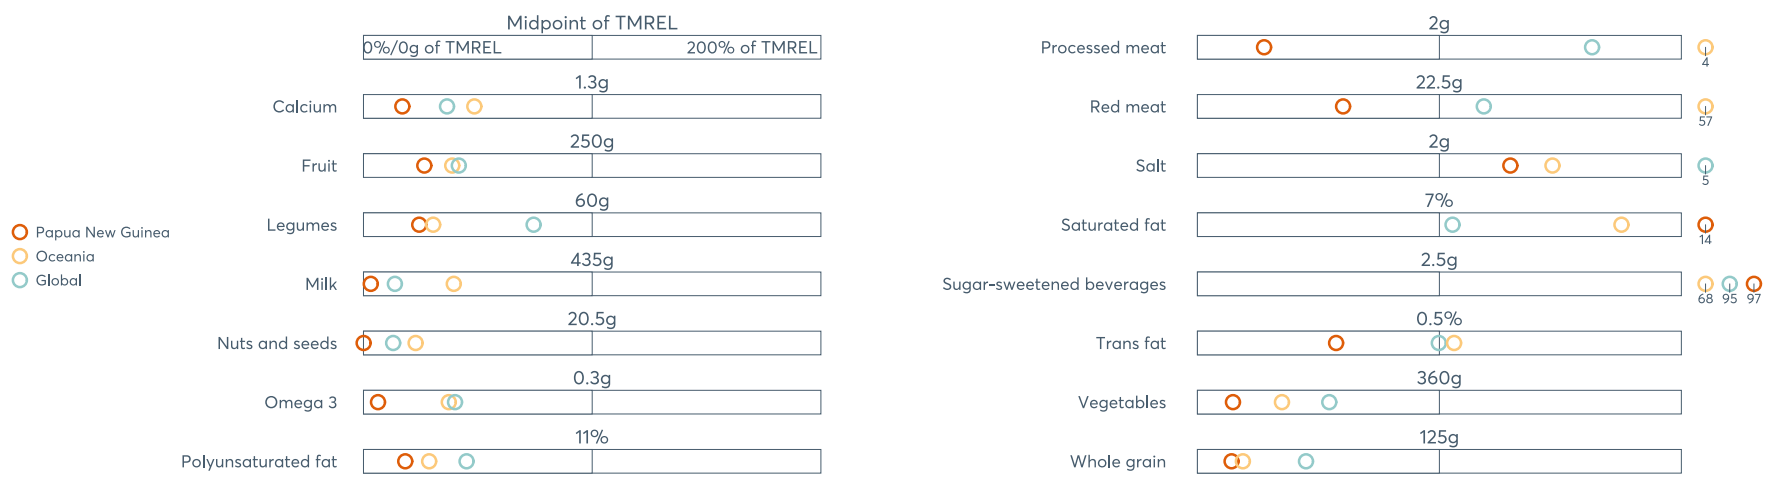 Midpoint of TMREL
0%/0g of TMREL 200% of TMREL
1.3g
Calcium
250g
Fruit
60g
Legumes
435g
Milk
20.5g
Nuts and seeds
0.3g
Omega 3
11%
Polyunsaturated fat
Papua New Guinea
Oceania
Global
2g
Processed meat
4
22.5g
Red meat
57
2g
Salt
5
7%
Saturated fat
14
2.5g
Sugar-sweetened beverages
68 95 97
0.5%
Trans fat
360g
Vegetables
125g
Whole grain